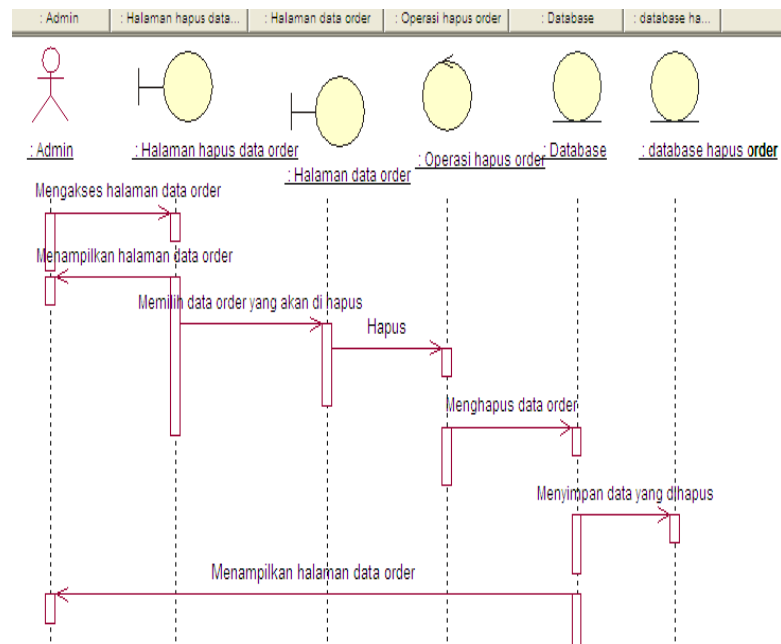 : Admin
: Halaman hapus data...
: Halaman data order
: Operasi hapus order
: Database
: database ha...
: Admin
: Halaman hapus data order
: Halaman data order
: Operasi hapus order
: Database
: database hapus order
Mengakses halaman data order
Menampilkan halaman data order
Memilih data order yang akan di hapus
Hapus
Menghapus data order
Menyimpan data yang dihapus
Menampilkan halaman data order